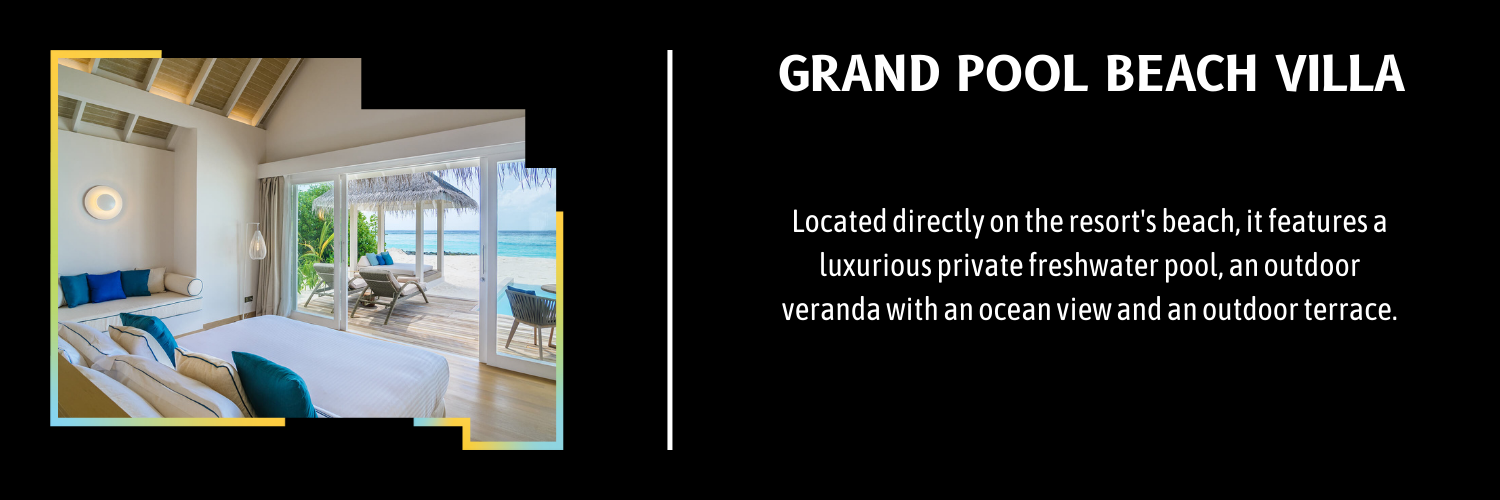 GRAND POOL BEACH VILLA
Located directly on the resort's beach, it features a
luxurious private freshwater pool, an outdoor
veranda with an ocean view and an outdoor terrace.